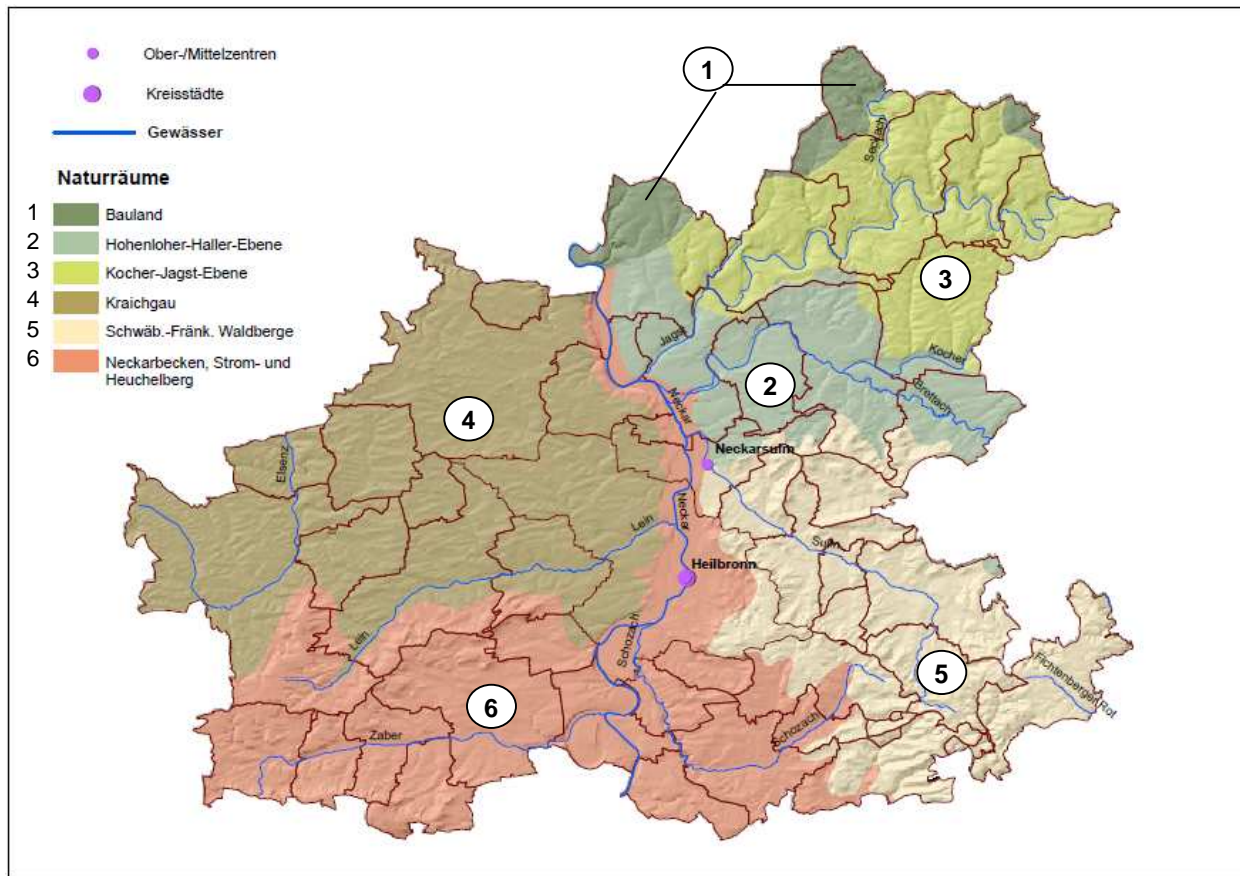 Ober-/Mittelzentren
Kreisstädte
Gewässer
Naturräume
1 Bauland
2 Hohenloher-Haller-Ebene
3 Kocher-Jagst-Ebene
4 Kraichgau
5 Schwäb.-Fränk. Waldberge
6 Neckarbecken, Strom- und
Heuchelberg
1
Seckach
3
Jagst
Kocher
Brettach
2
Neckar
4
Neckarsulm
Elsenz
Neckar
Lein
Sulm
Heilbronn
Lein
Schozach
5
Fichtenberger Rot
6
Schozach
Zaber